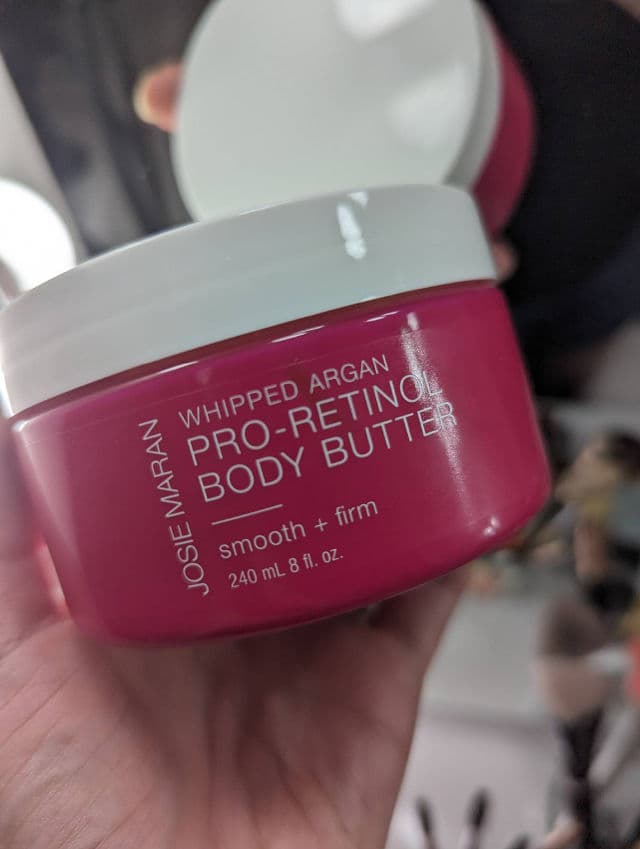 JOSIE MARAN
WHIPPED ARGAN
PRO-RETINOL
BODY BUTTER
smooth + firm
240 mL 8 fl. oz.